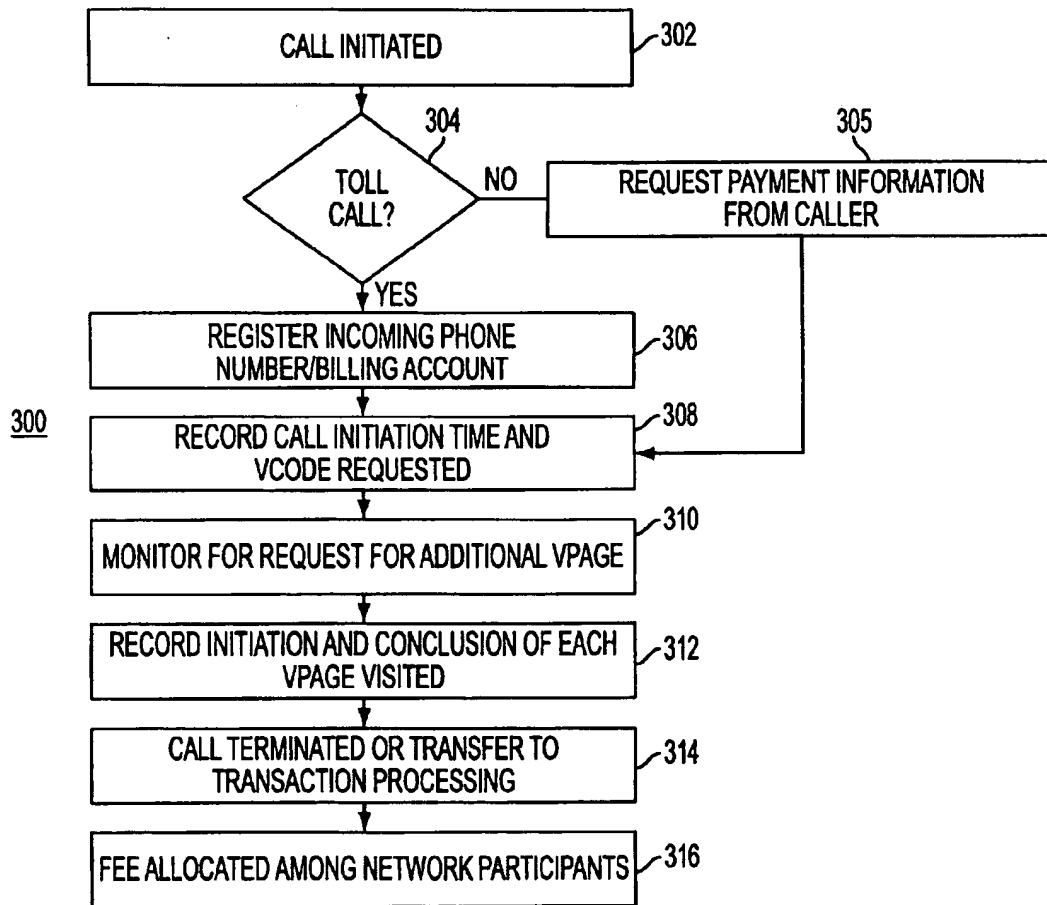 CALL INITIATED
302
304
TOLL
CALL?
NO
305
REQUEST PAYMENT INFORMATION
FROM CALLER
YES
REGISTER INCOMING PHONE
NUMBER/BILLING ACCOUNT
306
300
RECORD CALL INITIATION TIME AND
VCODE REQUESTED
308
MONITOR FOR REQUEST FOR ADDITIONAL VPAGE
310
RECORD INITIATION AND CONCLUSION OF EACH
VPAGE VISITED
312
CALL TERMINATED OR TRANSFER TO
TRANSACTION PROCESSING
314
FEE ALLOCATED AMONG NETWORK PARTICIPANTS
316